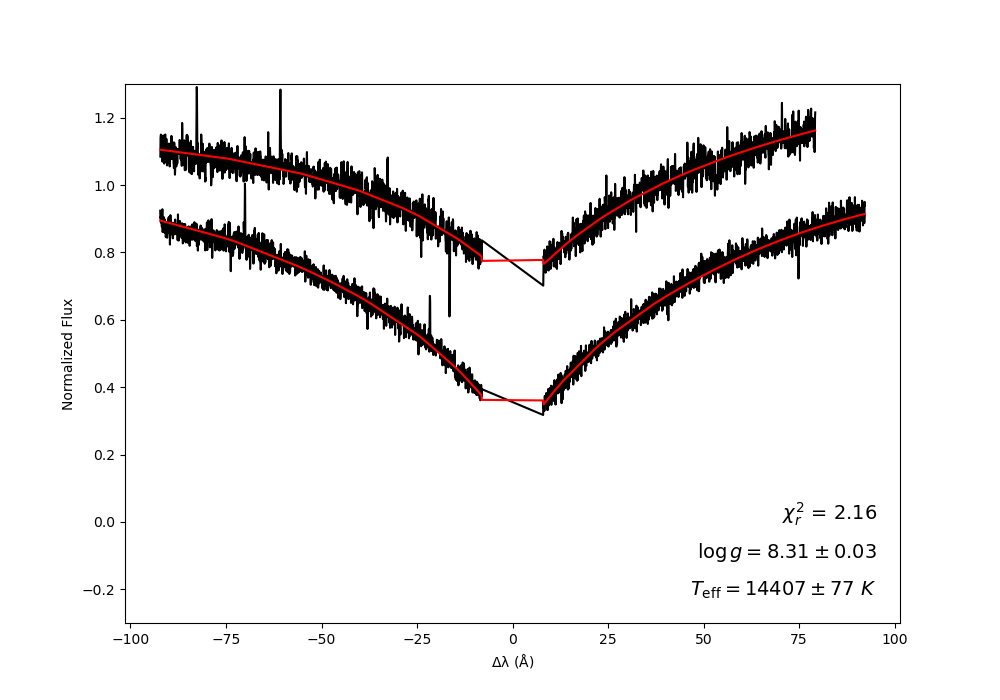 1.2
1.0
0.8
0.6
0.4
0.2
0.0
−0.2
Normalized Flux
χ²ᵣ = 2.16
log g = 8.31 ± 0.03
T_eff = 14407 ± 77 K
−100 −75 −50 −25 0 25 50 75 100
Δλ (Å)